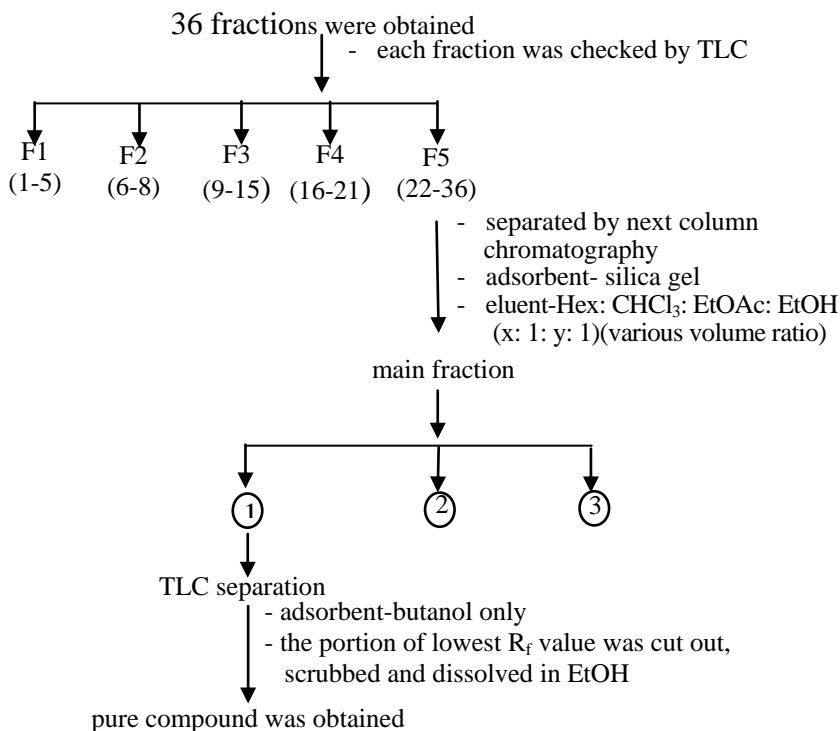 36 fractions were obtained
- each fraction was checked by TLC
F1 F2 F3 F4 F5
(1-5) (6-8) (9-15) (16-21) (22-36)
- separated by next column
chromatography
- adsorbent- silica gel
- eluent-Hex: CHCl₃: EtOAc: EtOH
(x: 1: y: 1)(various volume ratio)
main fraction
1 2 3
TLC separation
- adsorbent-butanol only
- the portion of lowest Rf value was cut out,
scrubbed and dissolved in EtOH
pure compound was obtained